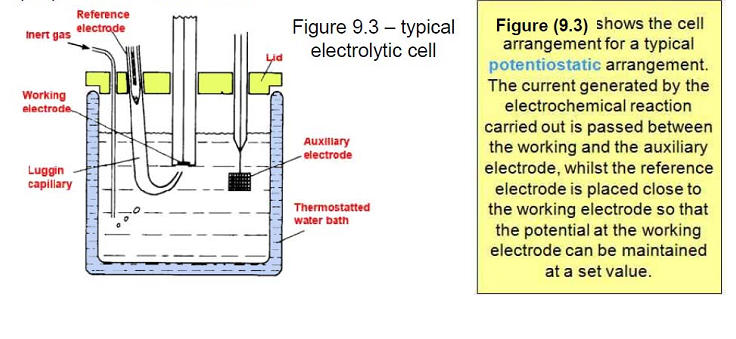 Reference
electrode
Inert gas
Figure 9.3 – typical
electrolytic cell
Lid
Working
electrode
Auxiliary
electrode
Luggin
capillary
Thermostatted
water bath
Figure (9.3) shows the cell
arrangement for a typical
potentiostatic arrangement.
The current generated by the
electrochemical reaction
carried out is passed between
the working and the auxiliary
electrode, whilst the reference
electrode is placed close to
the working electrode so that
the potential at the working
electrode can be maintained
at a set value.